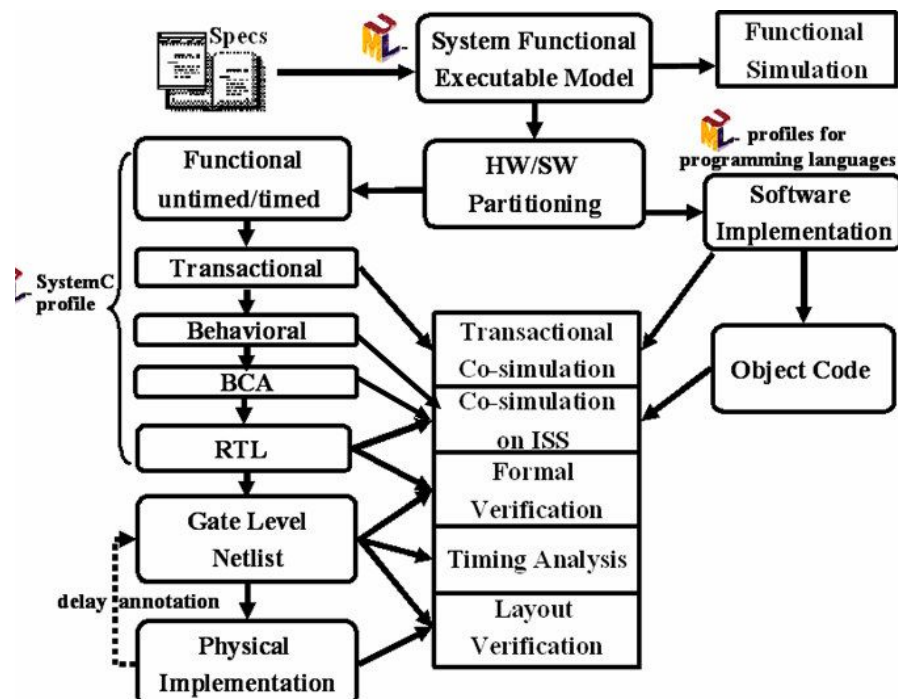 Specs
UML
System Functional
Executable Model
Functional
Simulation
UML - profiles for
programming languages
HW/SW
Partitioning
Functional
untimed/timed
Software
Implementation
SystemC
profile
Transactional
Behavioral
BCA
RTL
Transactional
Co-simulation
Co-simulation
on ISS
Formal
Verification
Timing Analysis
Layout
Verification
Object Code
Gate Level
Netlist
delay annotation
Physical
Implementation